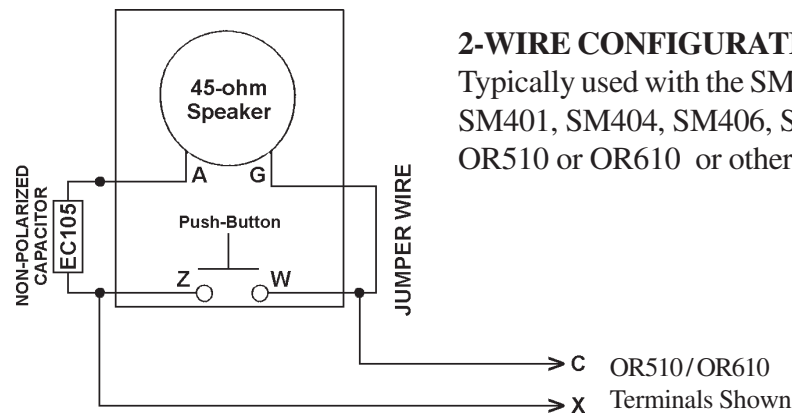 2-WIRE CONFIGURATI
Typically used with the SM
SM401, SM404, SM406, S
OR510 or OR610 or other
45-ohm
Speaker
A G
NON-POLARIZED
CAPACITOR
EC105
Push-Button
Z W
JUMPER WIRE
C OR510/OR610
X Terminals Shown